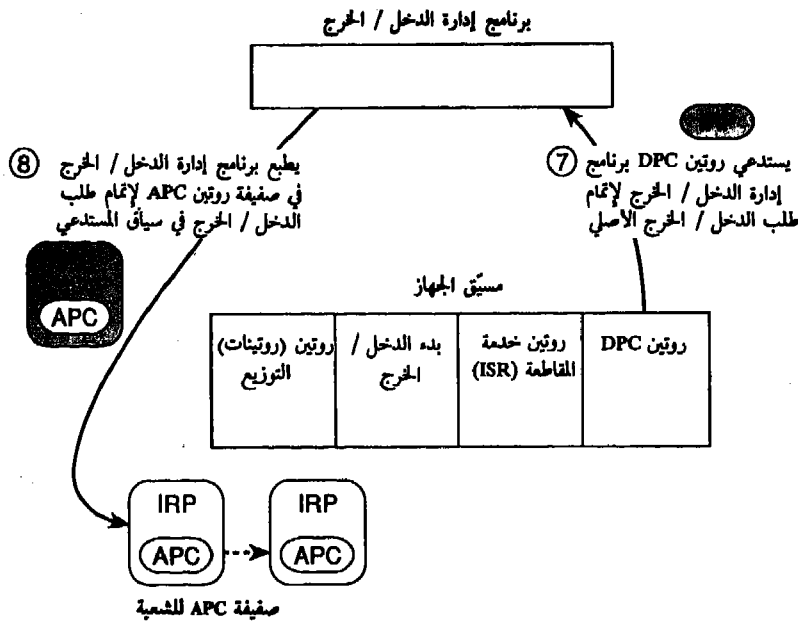 برنامج إدارة الدخل / الخرج
يستدعي روتين DPC برنامج ⑦
إدارة الدخل / الخرج لإتمام
طلب الدخل / الخرج الأصلي
يطبع برنامج إدارة الدخل / الخرج ⑧
في صفيفة روتين APC لإتمام طلب
الدخل / الخرج في سياق المستدعي
APC
مسيّق الجهاز
روتين DPC
روتين خدمة
المقاطعة (ISR)
بدء الدخل /
الخرج
روتين (روتينات)
التوزيع
IRP
APC
IRP
APC
صفيفة APC للشعبة